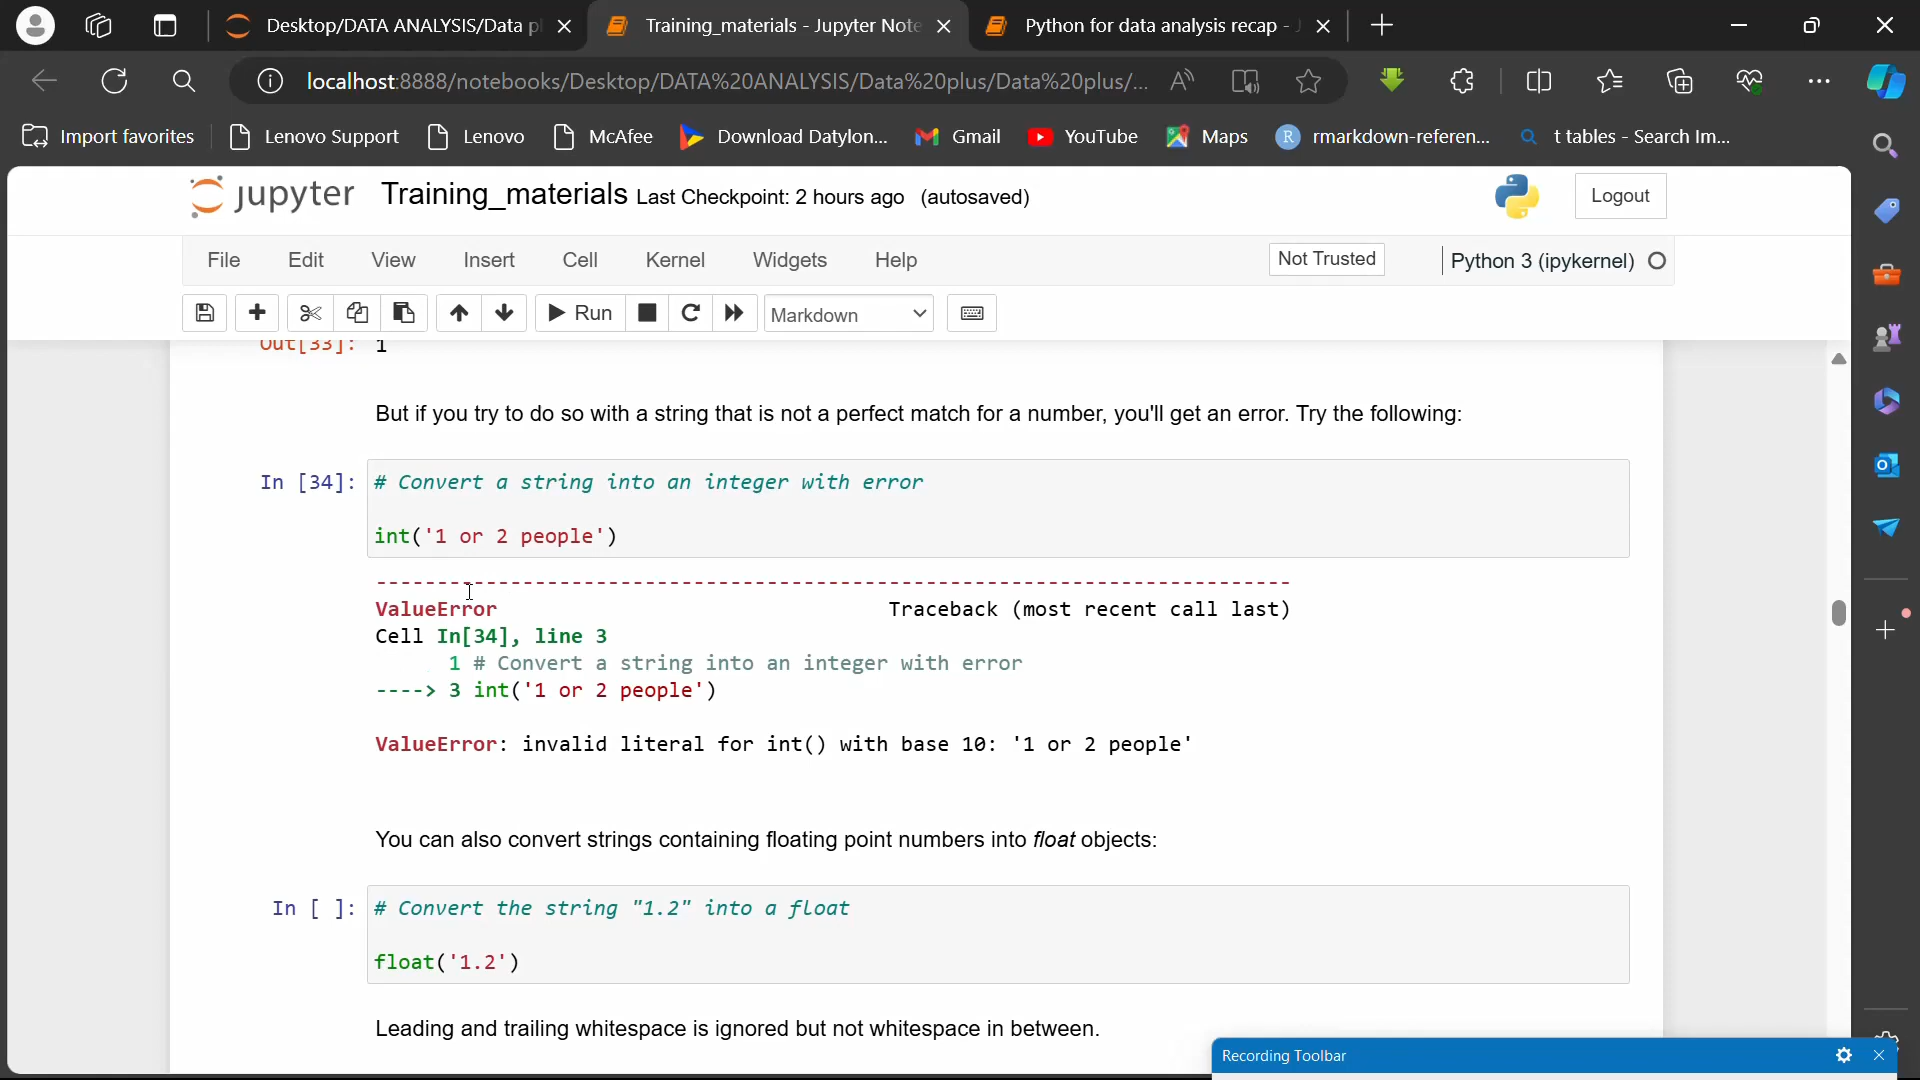 Desktop/DATA ANALYSIS/Data pl
Training_materials - Jupyter Note
Python for data analysis recap - J
localhost:8888/notebooks/Desktop/DATA%20ANALYSIS/Data%20plus/Data%20plus/...
Import favorites
Lenovo Support
Lenovo
McAfee
Download Datylon...
Gmail
YouTube
Maps
R
rmarkdown-referen...
t tables - Search Im...
jupyter
Training_materials Last Checkpoint: 2 hours ago (autosaved)
Logout
File
Edit
View
Insert
Cell
Kernel
Widgets
Help
Not Trusted
Python 3 (ipykernel)
Run
Markdown
Out[33]: 1
But if you try to do so with a string that is not a perfect match for a number, you'll get an error. Try the following:
In [34]: # Convert a string into an integer with error
int('1 or 2 people')
---------------------------------------------------------------------------
ValueError Traceback (most recent call last)
Cell In[34], line 3
1 # Convert a string into an integer with error
----> 3 int('1 or 2 people')
ValueError: invalid literal for int() with base 10: '1 or 2 people'
You can also convert strings containing floating point numbers into float objects:
In [ ]: # Convert the string "1.2" into a float
float('1.2')
Leading and trailing whitespace is ignored but not whitespace in between.
Recording Toolbar